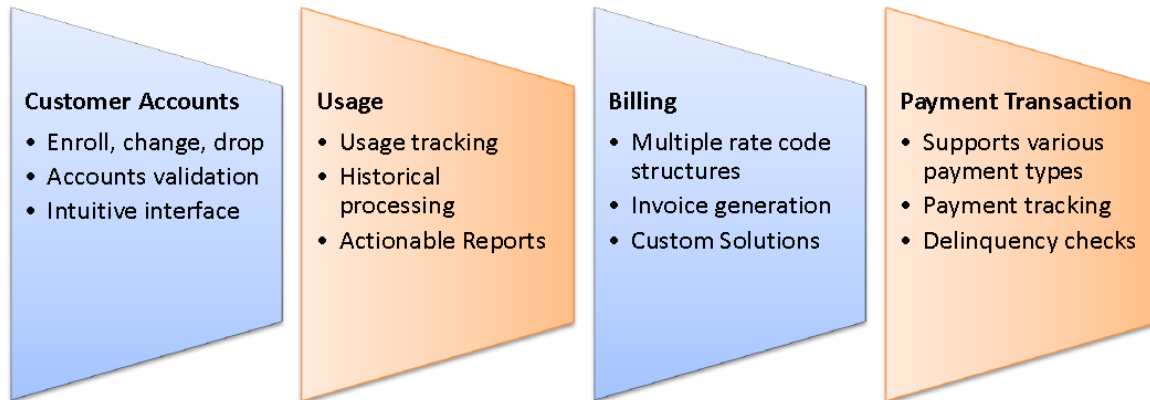 Customer Accounts
• Enroll, change, drop
• Accounts validation
• Intuitive interface
Usage
• Usage tracking
• Historical
processing
• Actionable Reports
Billing
• Multiple rate code
structures
• Invoice generation
• Custom Solutions
Payment Transaction
• Supports various
payment types
• Payment tracking
• Delinquency checks